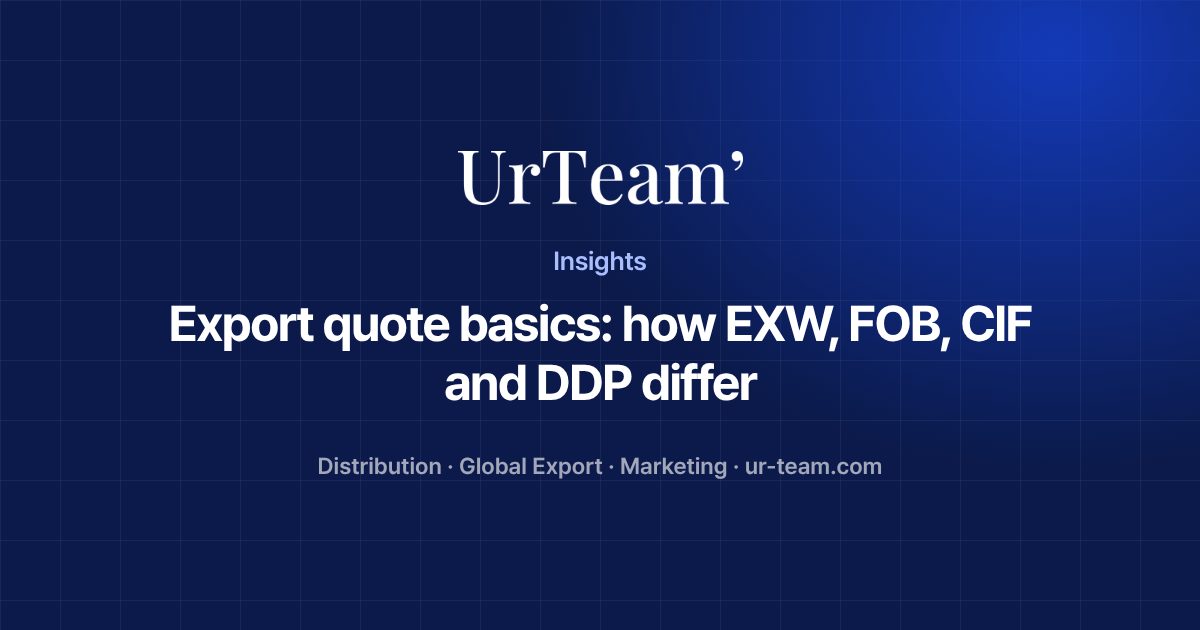 UrTeam’
Insights
Export quote basics: how EXW, FOB, CIF
and DDP differ
Distribution · Global Export · Marketing · ur-team.com